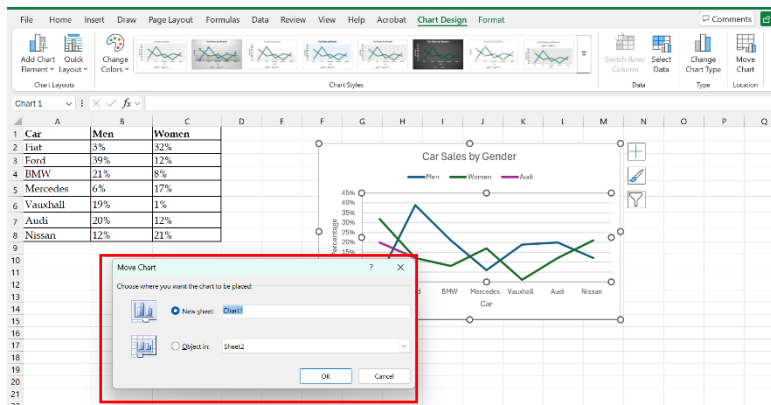 File Home Insert Draw Page Layout Formulas Data Review View Help Acrobat Chart Design Format Comments
Add Chart Quick Change Switch Row/ Select Change Move
Element Layout Colors Column Data Chart Type Chart
Chart Layouts Chart Styles Data Type Location
Chart 1 fx
A B C D E F G H I J K L M N O P Q
1 Car Men Women
2 Fiat 3% 32%
3 Ford 39% 12%
4 BMW 21% 8%
5 Mercedes 6% 17%
6 Vauxhall 19% 1%
7 Audi 20% 12%
8 Nissan 12% 21%
9
10
11
12
13
14
15
16
17
18
19
20
21
Car Sales by Gender
Men Women Audi
45%
40%
35%
30%
25%
20%
15%
Percentage
d BMW Mercedes Vauxhall Audi Nissan
Car
Move Chart ? ×
Choose where you want the chart to be placed:
New sheet: Chart1
Object in: Sheet2
OK Cancel